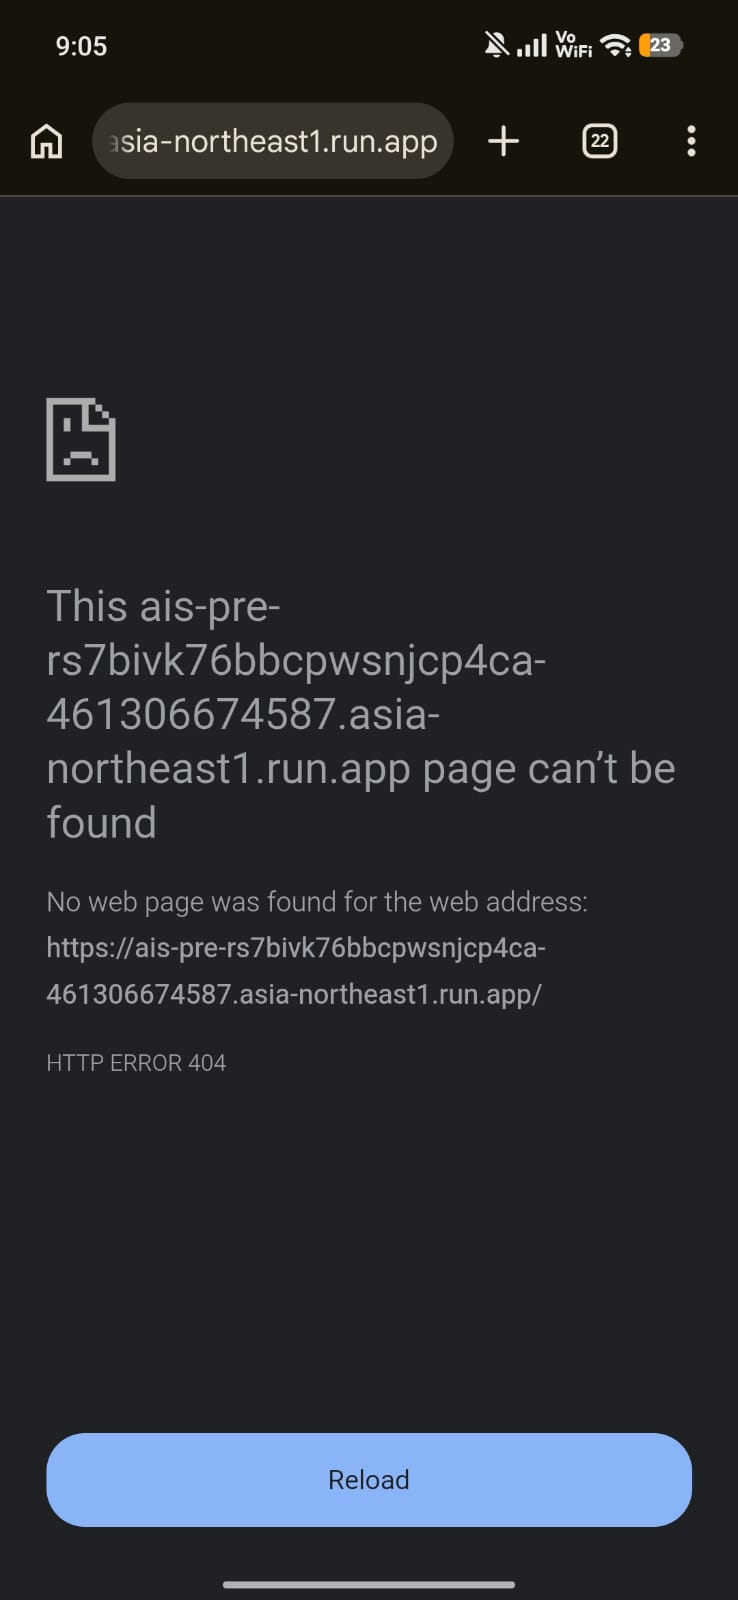 9:05
Vo
WiFi
23
asia-northeast1.run.app
22
This ais-pre-
rs7bivk76bbcpwsnjcp4ca-
461306674587.asia-
northeast1.run.app page can’t be
found
No web page was found for the web address:
https://ais-pre-rs7bivk76bbcpwsnjcp4ca-
461306674587.asia-northeast1.run.app/
HTTP ERROR 404
Reload